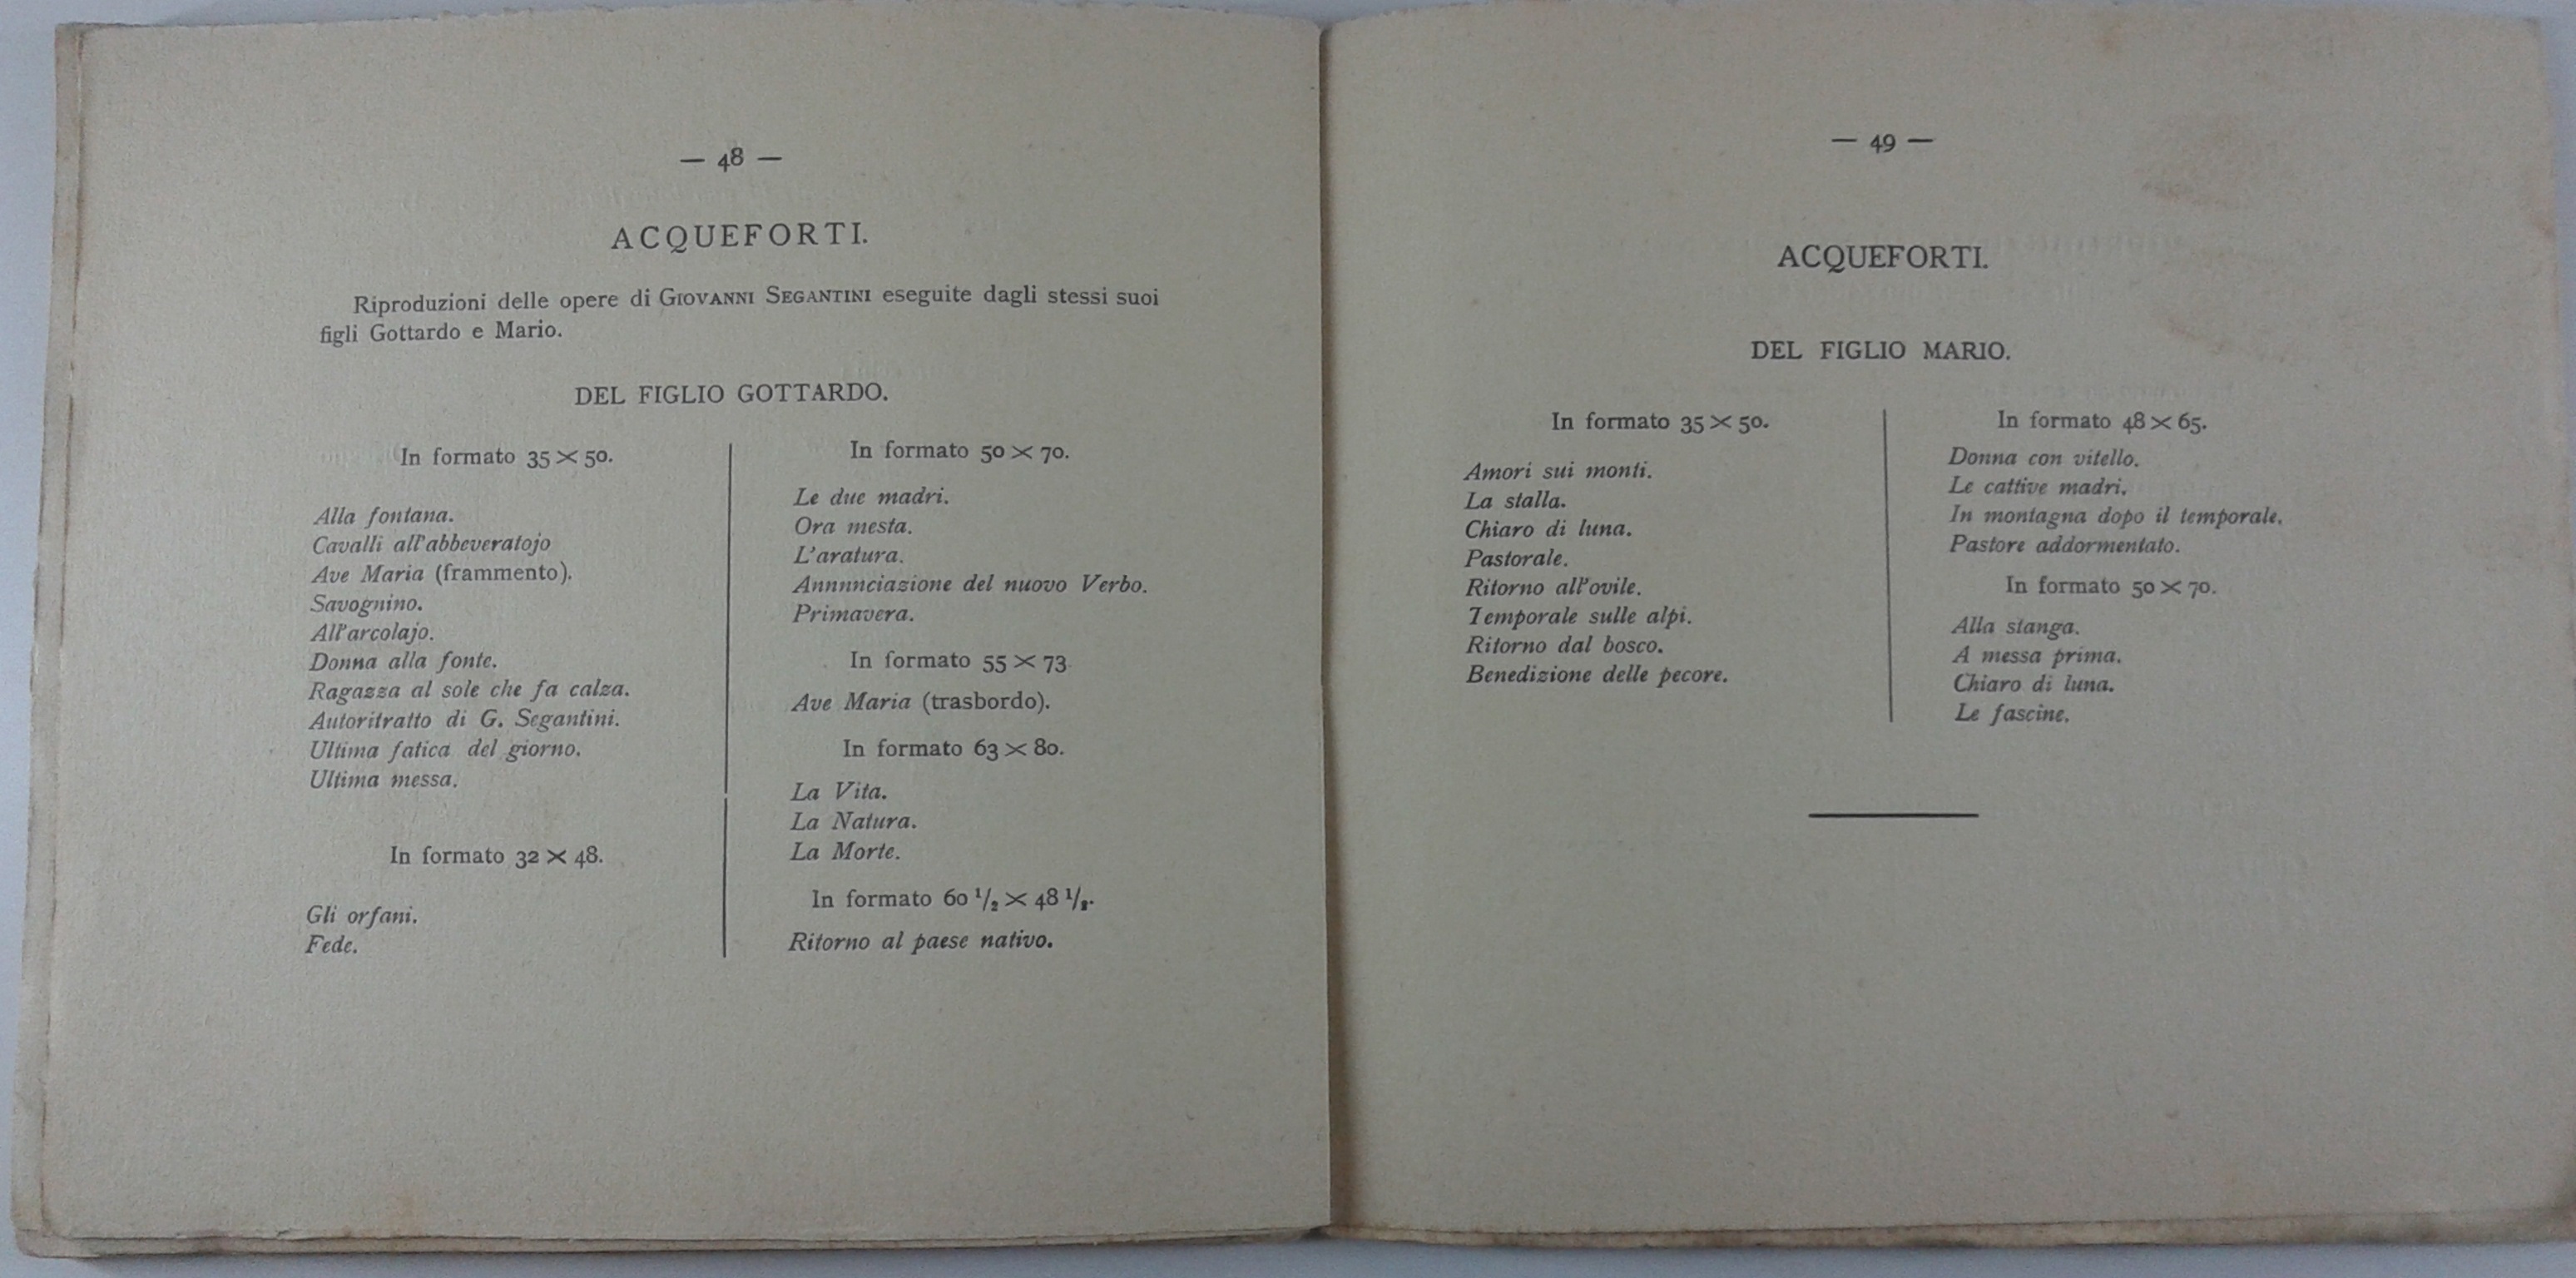 — 48 —
ACQUEFORTI.
Riproduzioni delle opere di GIOVANNI SEGANTINI eseguite dagli stessi suoi
figli Gottardo e Mario.
DEL FIGLIO GOTTARDO.
In formato 35 × 50.
Alla fontana.
Cavalli all'abbeveratojo
Ave Maria (frammento).
Savognino.
All'arcolajo.
Donna alla fonte.
Ragazza al sole che fa calza.
Autoritratto di G. Segantini.
Ultima fatica del giorno.
Ultima messa.
In formato 32 × 48.
Gli orfani.
Fede.
In formato 50 × 70.
Le due madri.
Ora mesta.
L'aratura.
Annnnciazione del nuovo Verbo.
Primavera.
In formato 55 × 73
Ave Maria (trasbordo).
In formato 63 × 80.
La Vita.
La Natura.
La Morte.
In formato 60 1/2 × 48 1/2.
Ritorno al paese nativo.
— 49 —
ACQUEFORTI.
DEL FIGLIO MARIO.
In formato 35 × 50.
Amori sui monti.
La stalla.
Chiaro di luna.
Pastorale.
Ritorno all'ovile.
Temporale sulle alpi.
Ritorno dal bosco.
Benedizione delle pecore.
In formato 48 × 65.
Donna con vitello.
Le cattive madri.
In montagna dopo il temporale.
Pastore addormentato.
In formato 50 × 70.
Alla stanga.
A messa prima.
Chiaro di luna.
Le fascine.